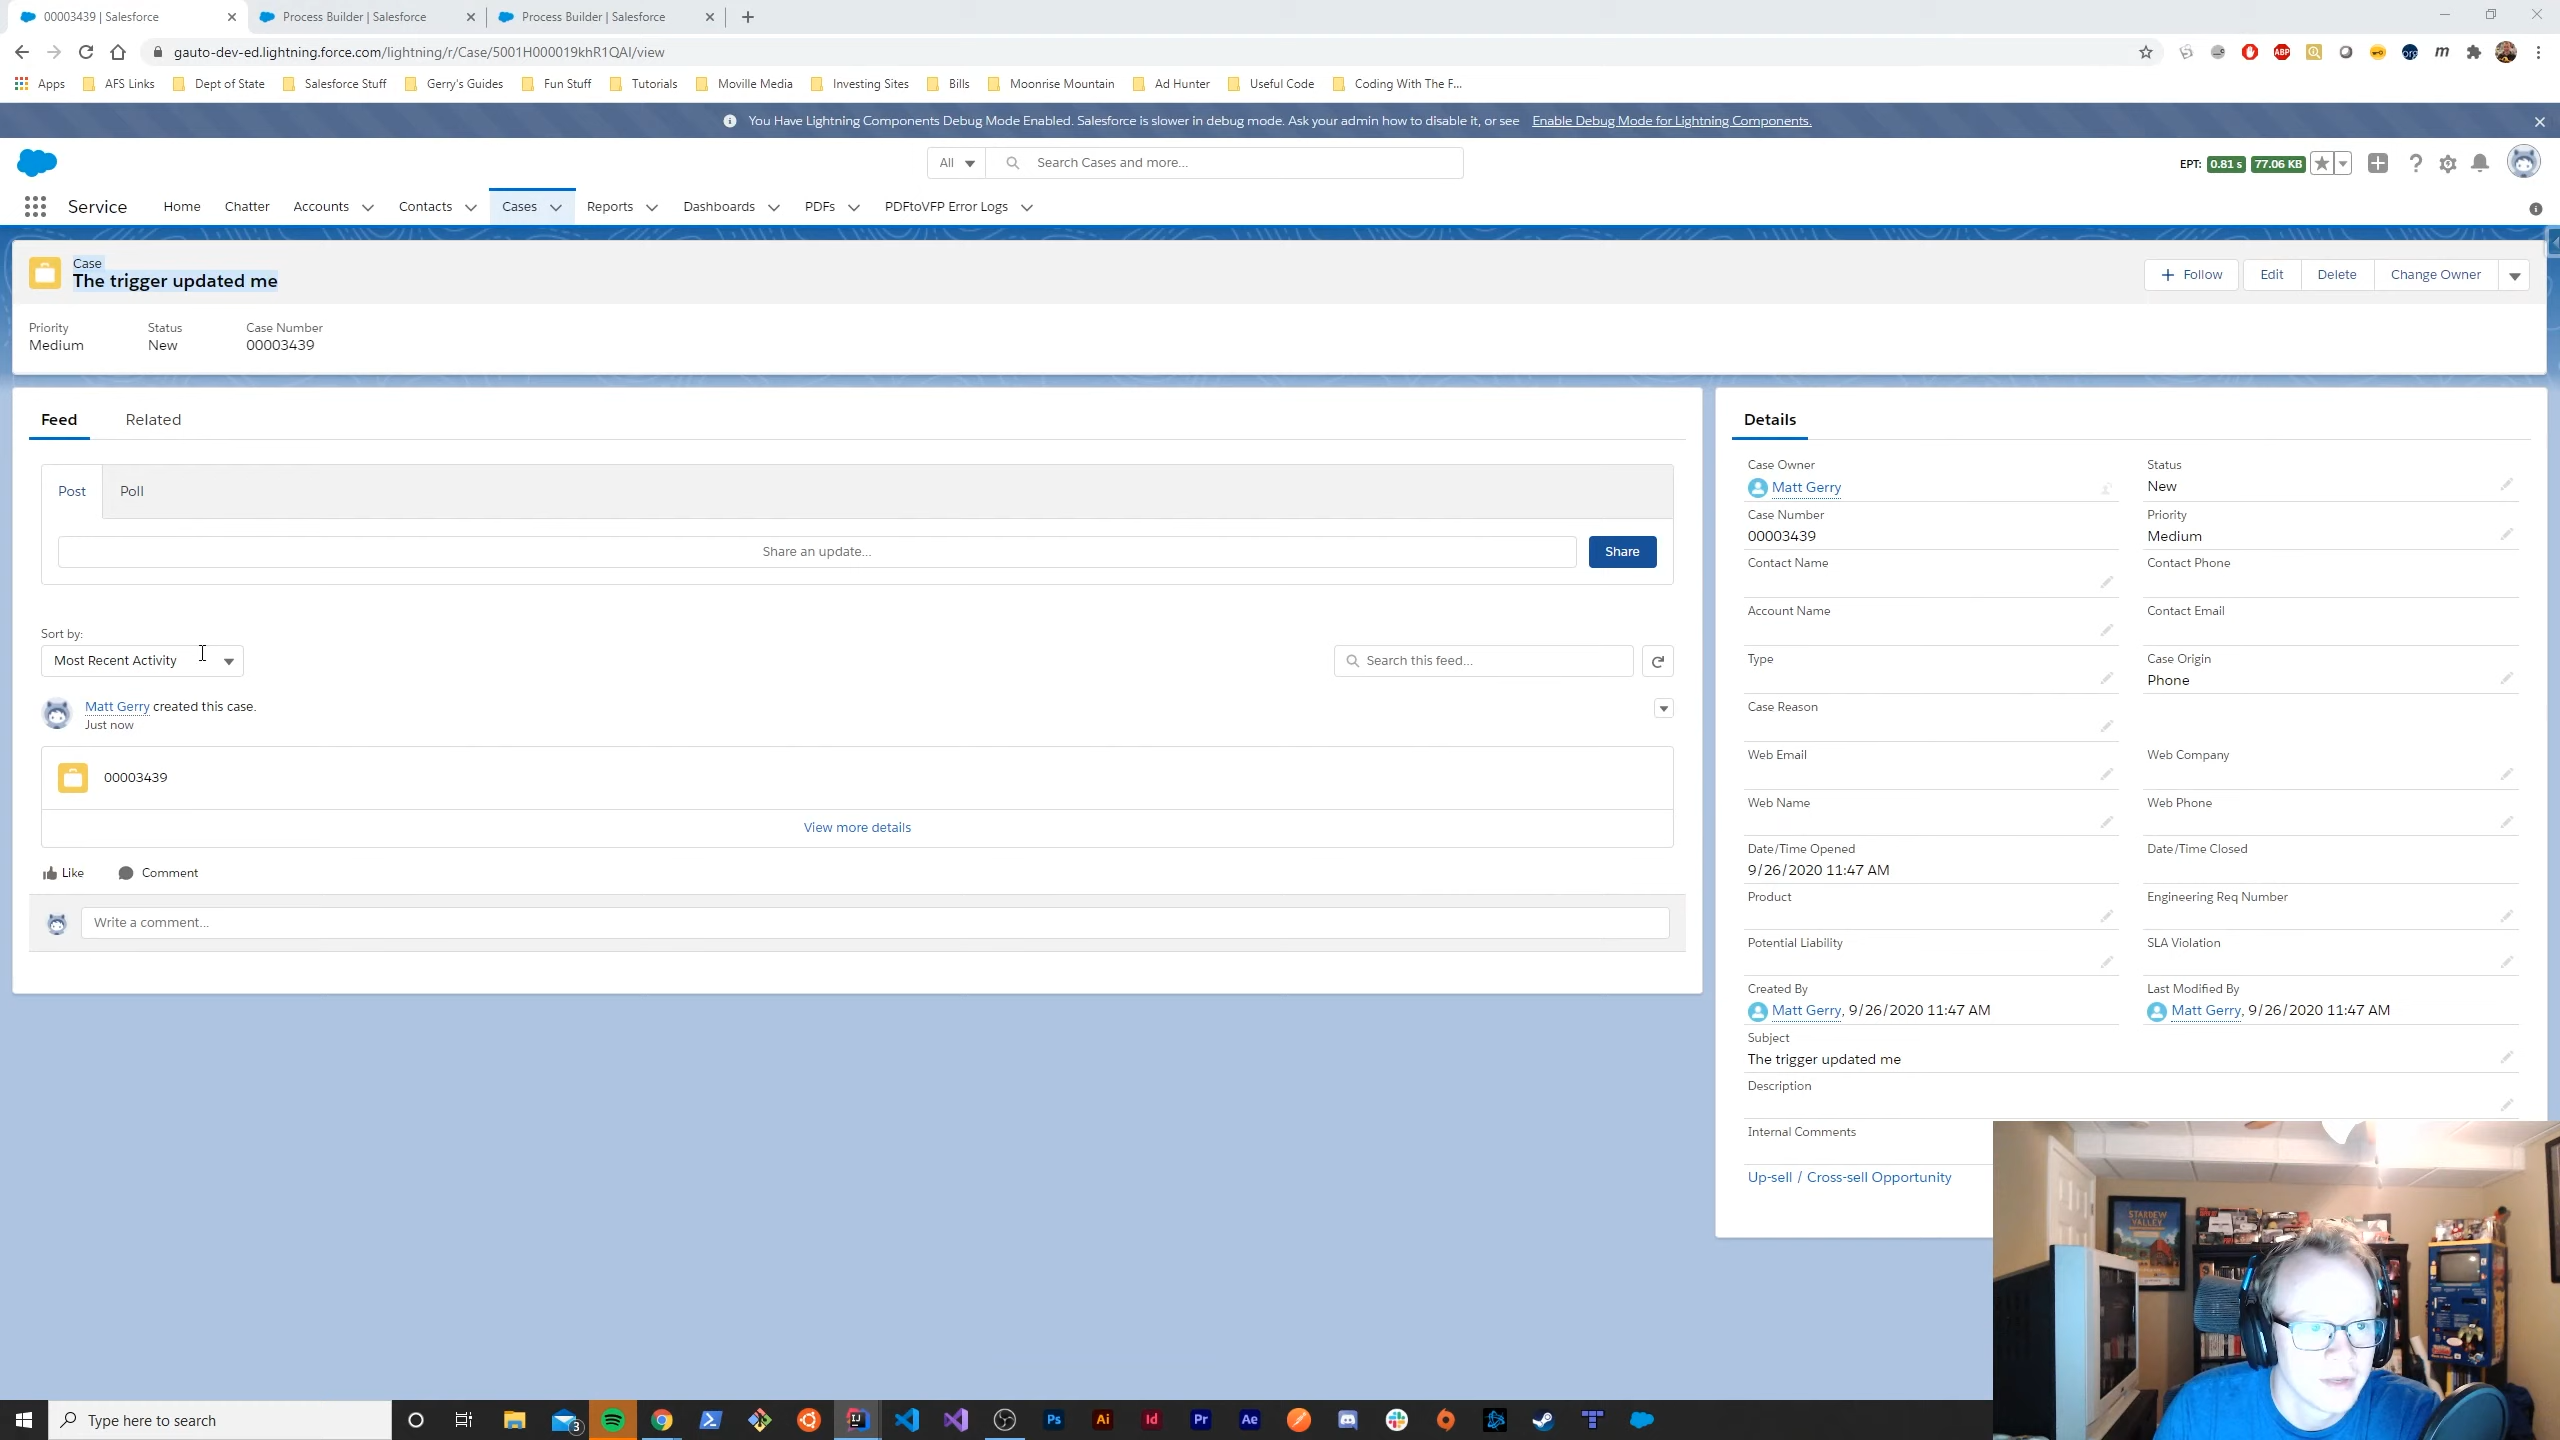 00003439 | Salesforce
Process Builder | Salesforce
Process Builder | Salesforce
gauto-dev-ed.lightning.force.com/lightning/r/Case/5001H000019khR1QAI/view
Apps
AFS Links
Dept of State
Salesforce Stuff
Gerry's Guides
Fun Stuff
Tutorials
Moville Media
Investing Sites
Bills
Moonrise Mountain
Ad Hunter
Useful Code
Coding With The F...
You Have Lightning Components Debug Mode Enabled. Salesforce is slower in debug mode. Ask your admin how to disable it, or see Enable Debug Mode for Lightning Components.
All
Search Cases and more...
EPT: 0.81 s 77.06 KB
Service
Home
Chatter
Accounts
Contacts
Cases
Reports
Dashboards
PDFs
PDFtoVFP Error Logs
Case
The trigger updated me
Follow
Edit
Delete
Change Owner
Priority
Medium
Status
New
Case Number
00003439
Feed
Related
Post
Poll
Share an update...
Share
Sort by:
Most Recent Activity
Search this feed...
Matt Gerry created this case.
Just now
00003439
View more details
Like
Comment
Write a comment...
Details
Case Owner
Matt Gerry
Status
New
Case Number
00003439
Priority
Medium
Contact Name
Contact Phone
Account Name
Contact Email
Type
Case Origin
Phone
Case Reason
Web Email
Web Company
Web Name
Web Phone
Date/Time Opened
9/26/2020 11:47 AM
Date/Time Closed
Product
Engineering Req Number
Potential Liability
SLA Violation
Created By
Matt Gerry, 9/26/2020 11:47 AM
Last Modified By
Matt Gerry, 9/26/2020 11:47 AM
Subject
The trigger updated me
Description
Internal Comments
Up-sell / Cross-sell Opportunity
STARDEW
VALLEY
Type here to search
3
Ps
Ai
Id
Pr
Ae